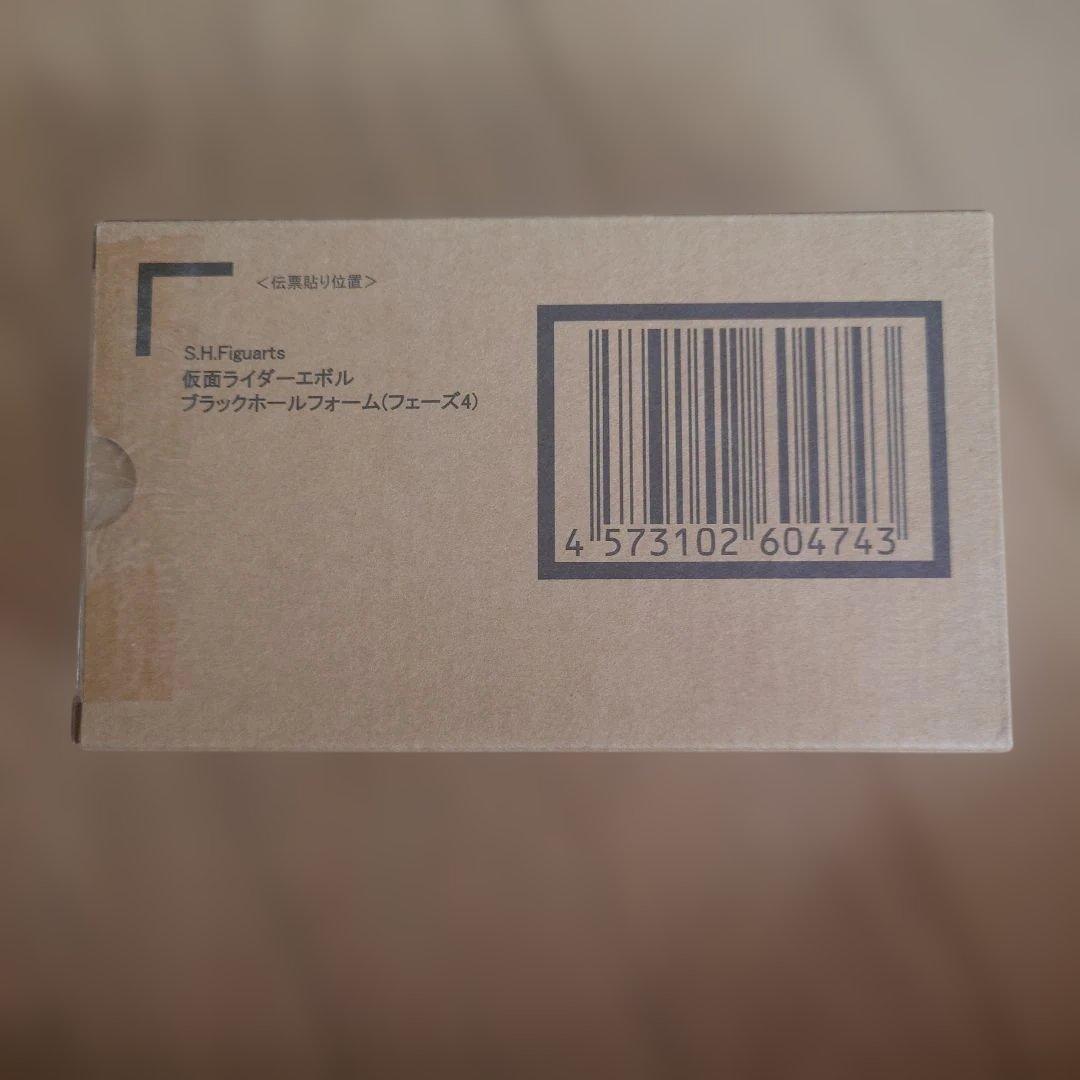 ＜伝票貼り位置＞
S.H.Figuarts
仮面ライダーエボル
ブラックホールフォーム(フェーズ4)
4 573102 604743